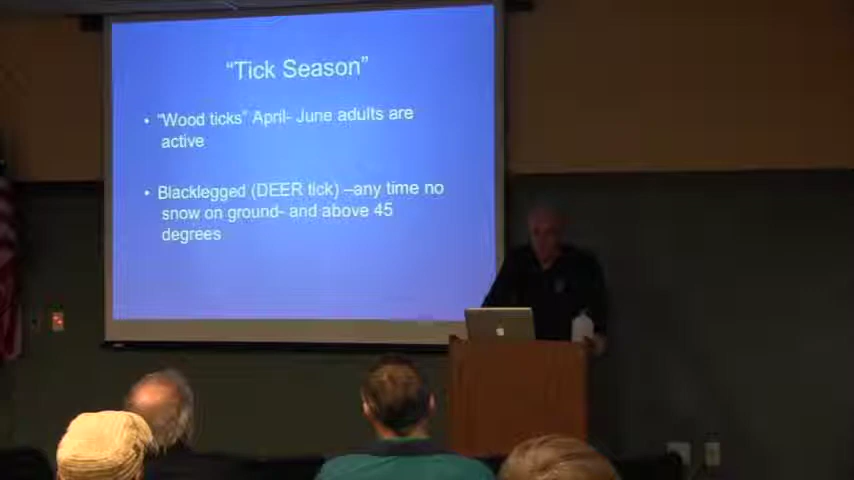 “Tick Season”
• “Wood ticks” April- June adults are
active
• Blacklegged (DEER tick) –any time no
snow on ground- and above 45
degrees